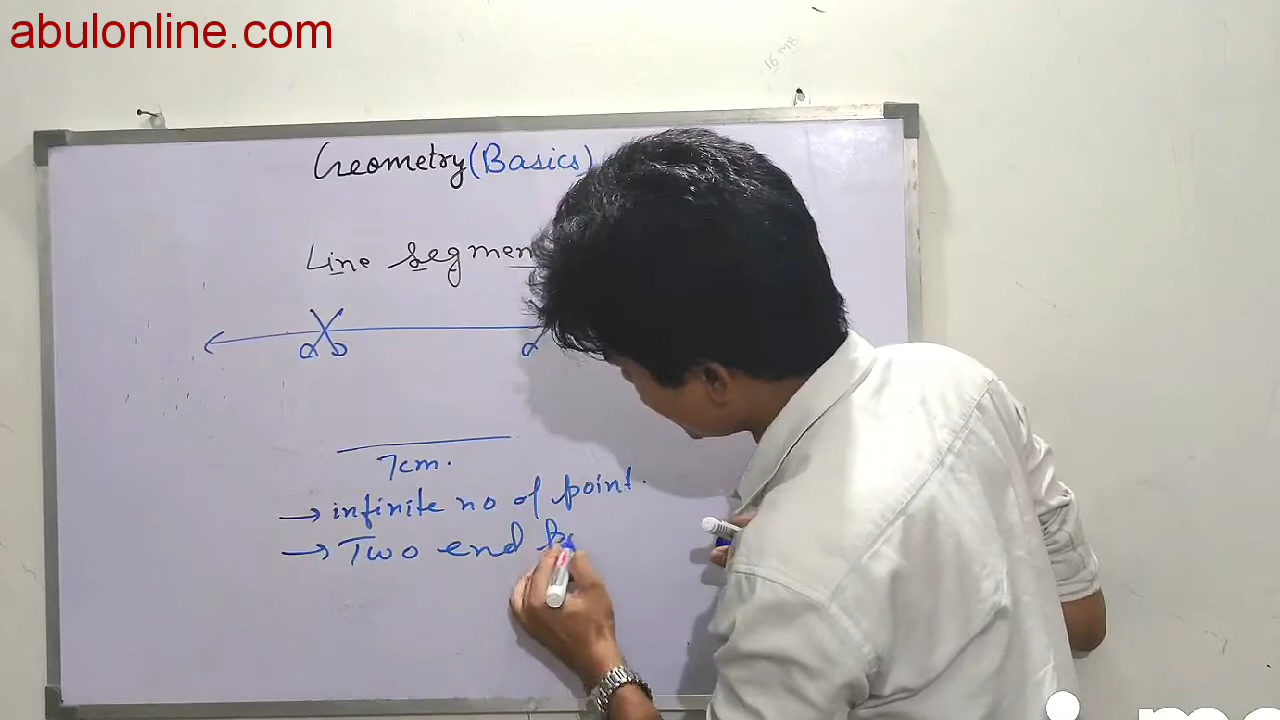 abulonline.com
Geometry(Basics)
Line Segmen
7cm.
→ infinite no of point.
→ Two end